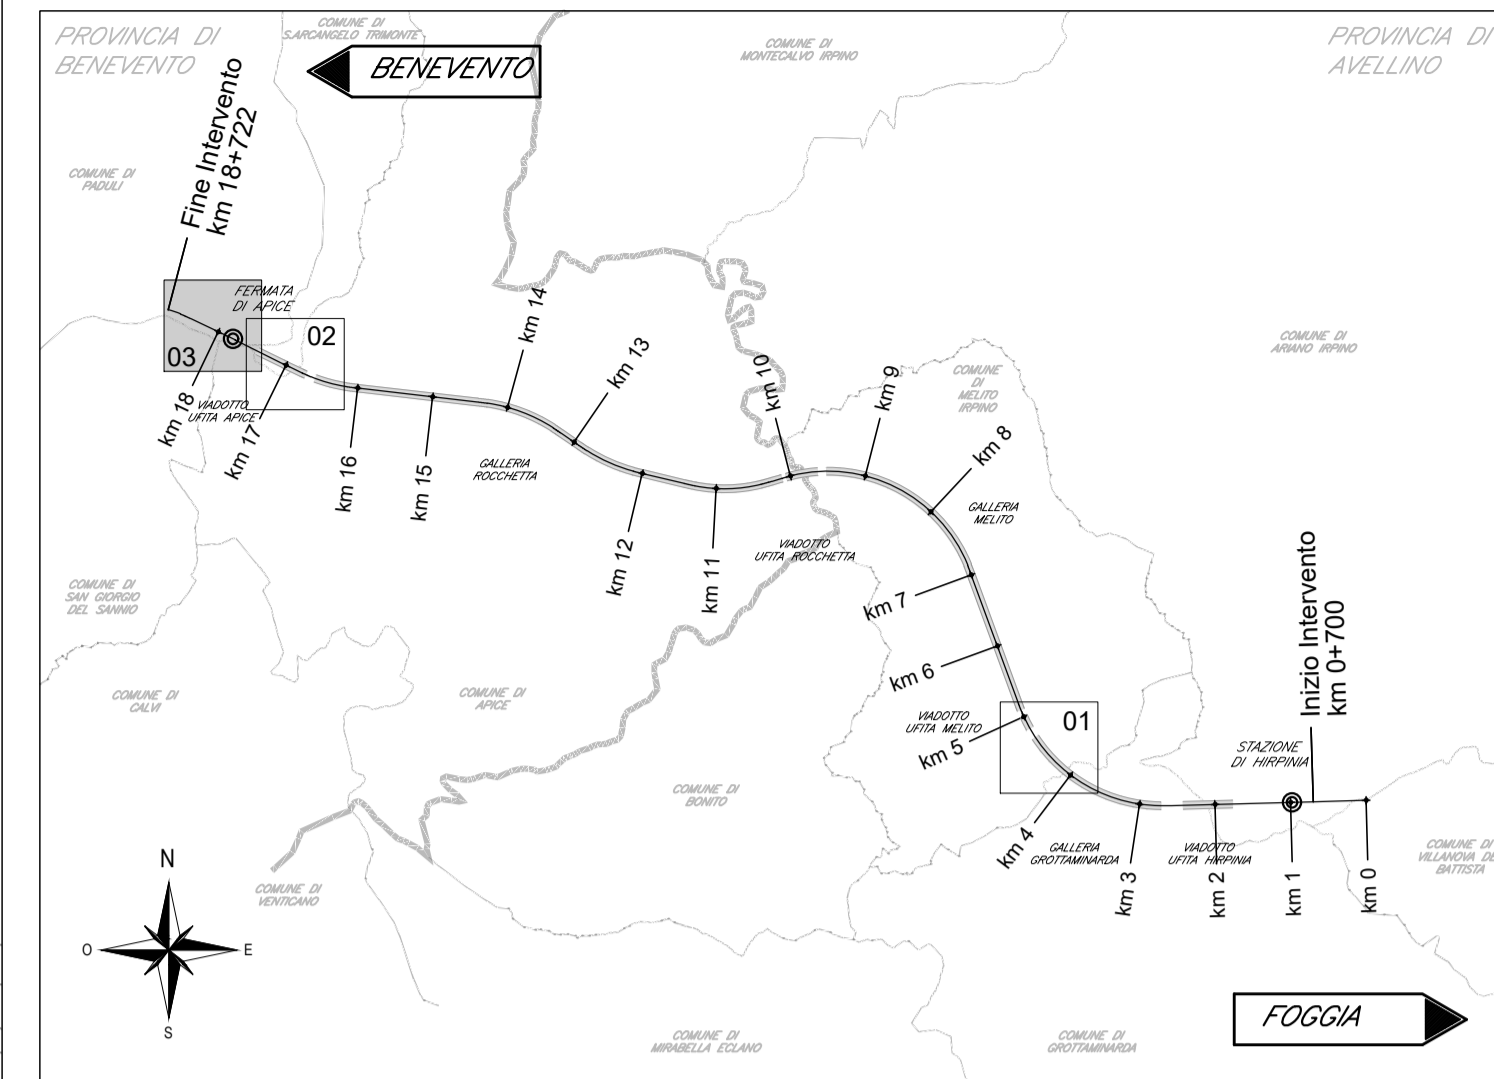 PROVINCIA DI
BENEVENTO
COMUNE DI
S.ARCANGELO TRIMONTE
BENEVENTO
COMUNE DI
MONTECALVO IRPINO
PROVINCIA DI
AVELLINO
Fine Intervento
km 18+722
COMUNE DI
PADULI
FERMATA
DI APICE
03
02
km 18
VIADOTTO
UFITA APICE
km 17
km 16
km 15
km 14
km 13
GALLERIA
ROCCHETTA
km 12
km 11
km 10
km 9
km 8
COMUNE
DI
MELITO
IRPINO
COMUNE DI
ARIANO IRPINO
GALLERIA
MELITO
VIADOTTO
UFITA ROCCHETTA
km 7
km 6
COMUNE DI
SAN GIORGIO
DEL SANNIO
COMUNE DI
CALVI
COMUNE DI
APICE
COMUNE DI
BONITO
VIADOTTO
UFITA MELITO
km 5
01
Inizio Intervento
km 0+700
STAZIONE
DI HIRPINIA
km 4
GALLERIA
GROTTAMINARDA
km 3
VIADOTTO
UFITA HIRPINIA
km 2
km 1
km 0
COMUNE DI
VILLANOVA DE
BATTISTA
COMUNE DI
VENTICANO
N
O
E
S
COMUNE DI
MIRABELLA ECLANO
COMUNE DI
GROTTAMINARDA
FOGGIA